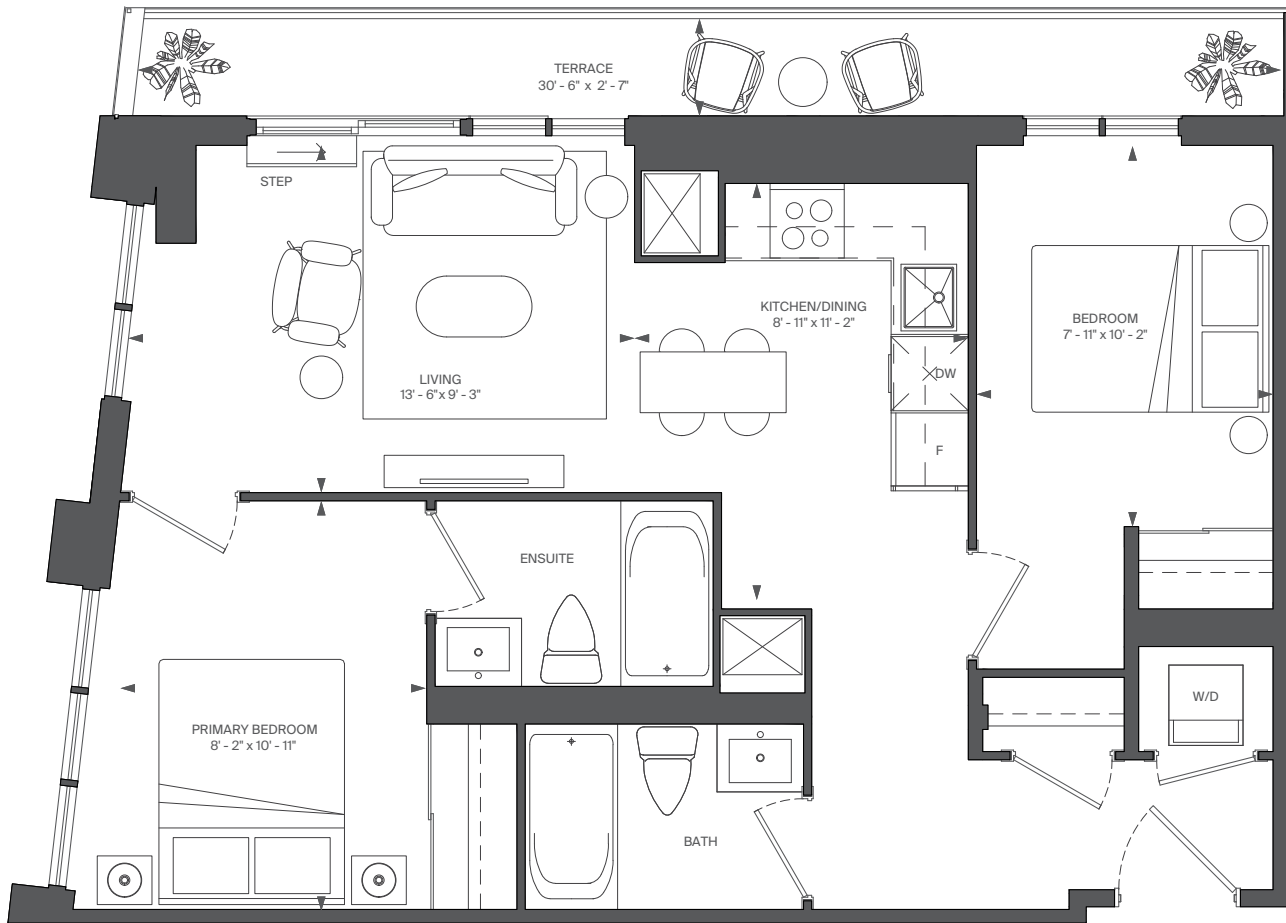 TERRACE
30' - 6" x 2' - 7"
STEP
KITCHEN/DINING
8' - 11" x 11' - 2"
BEDROOM
7' - 11" x 10' - 2"
LIVING
13' - 6" x 9' - 3"
DW
F
ENSUITE
W/D
PRIMARY BEDROOM
8' - 2" x 10' - 11"
BATH